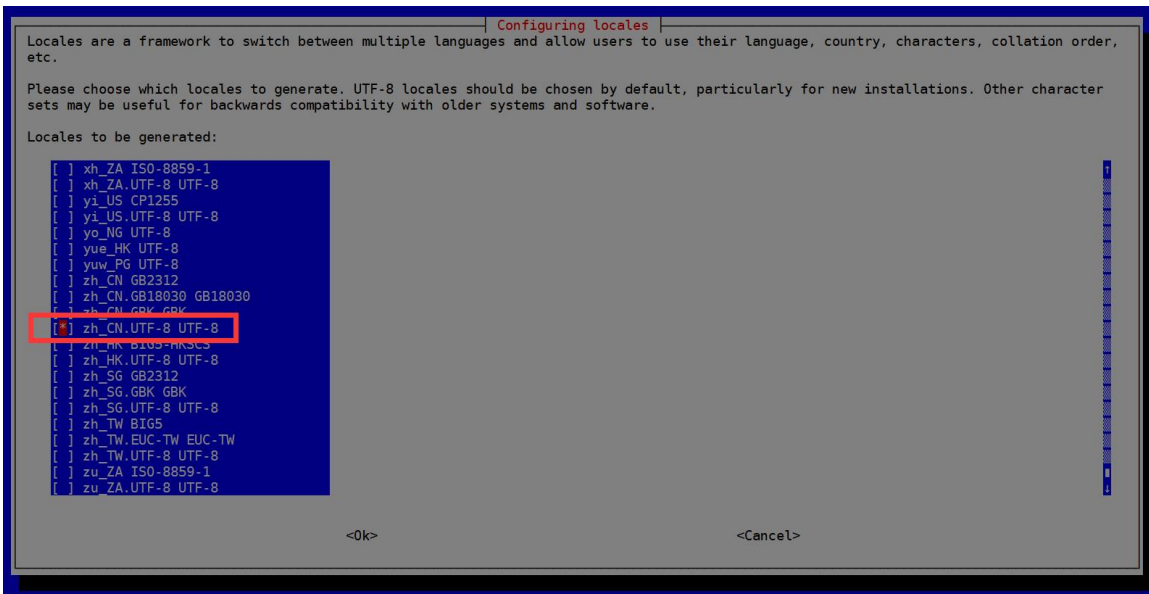 Configuring locales
Locales are a framework to switch between multiple languages and allow users to use their language, country, characters, collation order,
etc.
Please choose which locales to generate. UTF-8 locales should be chosen by default, particularly for new installations. Other character
sets may be useful for backwards compatibility with older systems and software.
Locales to be generated:
[ ] xh_ZA ISO-8859-1
[ ] xh_ZA.UTF-8 UTF-8
[ ] yi_US CP1255
[ ] yi_US.UTF-8 UTF-8
[ ] yo_NG UTF-8
[ ] yue_HK UTF-8
[ ] yuw_PG UTF-8
[ ] zh_CN GB2312
[ ] zh_CN.GB18030 GB18030
[ ] zh_CN.GBK GBK
[*] zh_CN.UTF-8 UTF-8
[ ] zh_HK BIG5-HKSCS
[ ] zh_HK.UTF-8 UTF-8
[ ] zh_SG GB2312
[ ] zh_SG.GBK GBK
[ ] zh_SG.UTF-8 UTF-8
[ ] zh_TW BIG5
[ ] zh_TW.EUC-TW EUC-TW
[ ] zh_TW.UTF-8 UTF-8
[ ] zu_ZA ISO-8859-1
[ ] zu_ZA.UTF-8 UTF-8
<Ok> <Cancel>